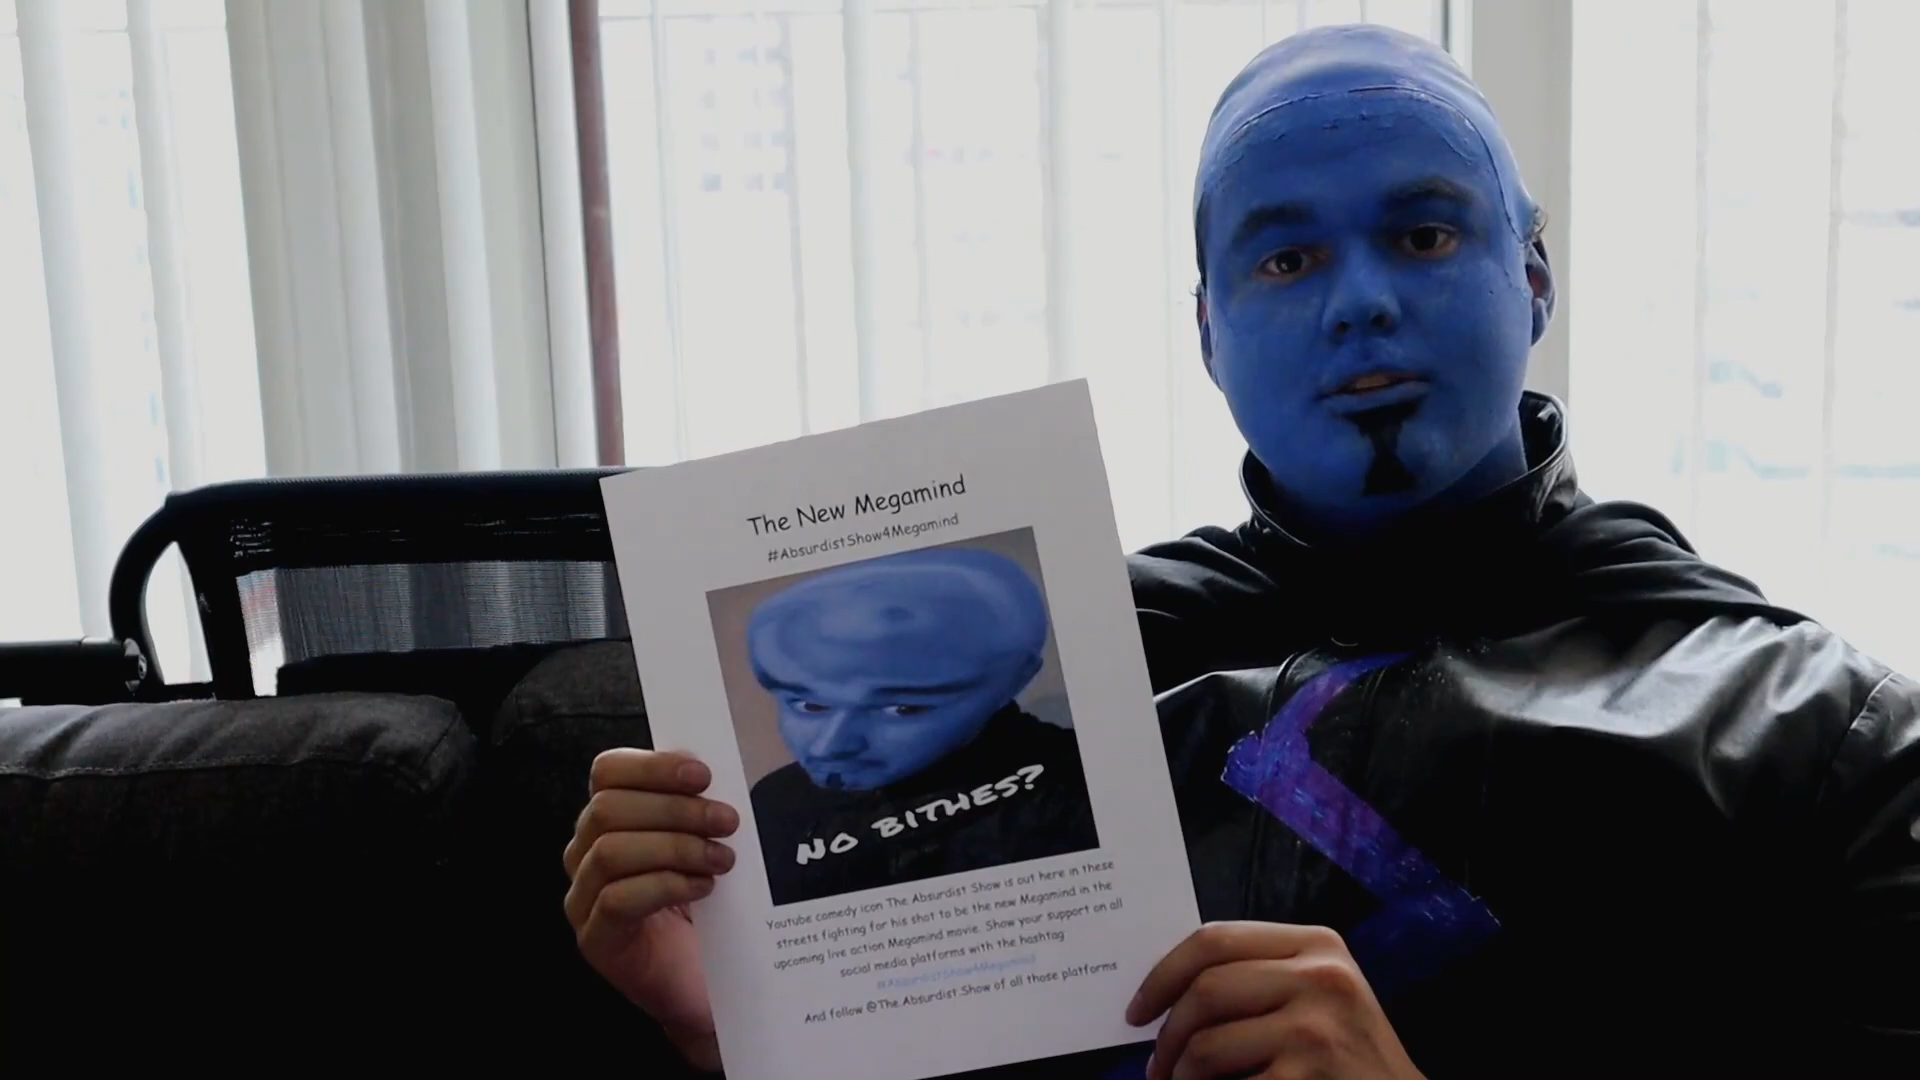 The New Megamind
#AbsurdistShow4Megamind
NO BITHES?
Youtube comedy icon The Absurdist Show is out here in these
streets fighting for his shot to be the new Megamind in the
upcoming live action Megamind movie. Show your support on all
social media platforms with the hashtag
#AbsurdistShow4Megamind
And follow @The.Absurdist.Show of all those platforms